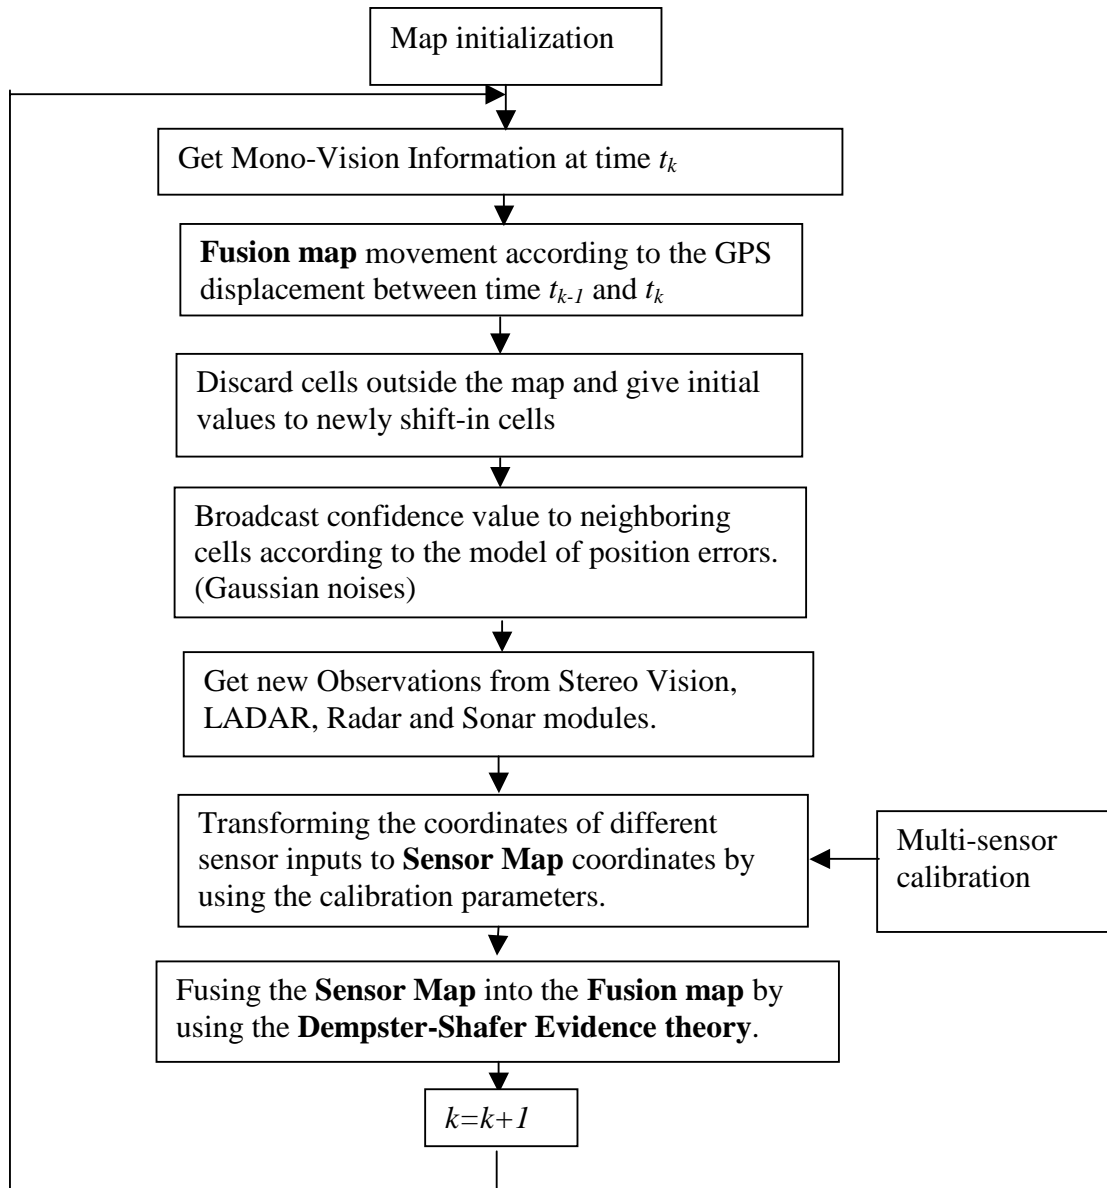 Map initialization
Get Mono-Vision Information at time t_k
Fusion map movement according to the GPS
displacement between time t_{k-1} and t_k
Discard cells outside the map and give initial
values to newly shift-in cells
Broadcast confidence value to neighboring
cells according to the model of position errors.
(Gaussian noises)
Get new Observations from Stereo Vision,
LADAR, Radar and Sonar modules.
Transforming the coordinates of different
sensor inputs to Sensor Map coordinates by
using the calibration parameters.
Multi-sensor
calibration
Fusing the Sensor Map into the Fusion map by
using the Dempster-Shafer Evidence theory.
k=k+1